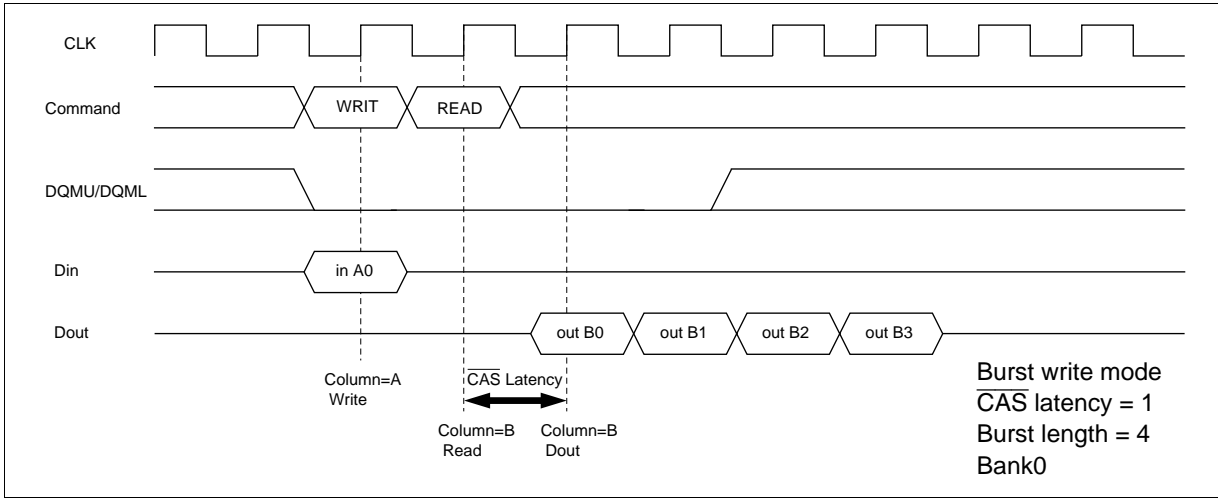 CLK
Command
WRIT
READ
DQMU/DQML
Din
in A0
Dout
out B0
out B1
out B2
out B3
Column=A
Write
CAS Latency
Column=B
Read
Column=B
Dout
Burst write mode
CAS latency = 1
Burst length = 4
Bank0